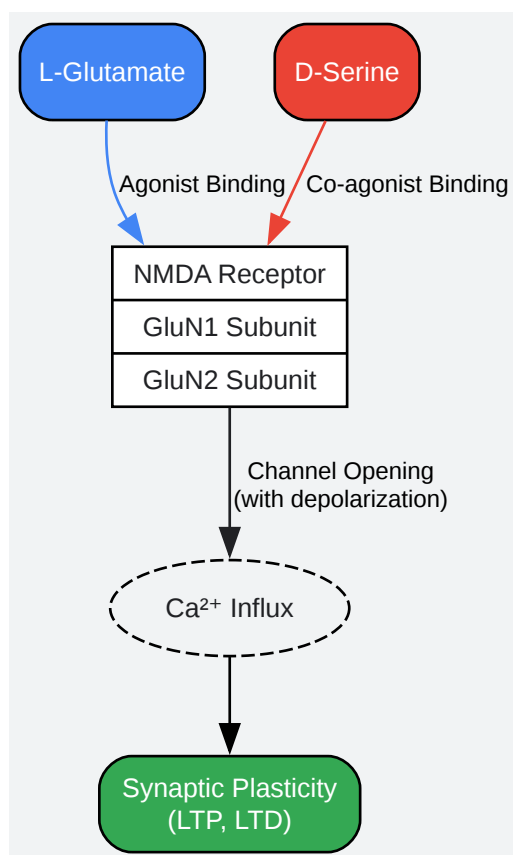 L-Glutamate
D-Serine
Agonist Binding
Co-agonist Binding
NMDA Receptor
GluN1 Subunit
GluN2 Subunit
Channel Opening
(with depolarization)
Ca²⁺ Influx
Synaptic Plasticity
(LTP, LTD)